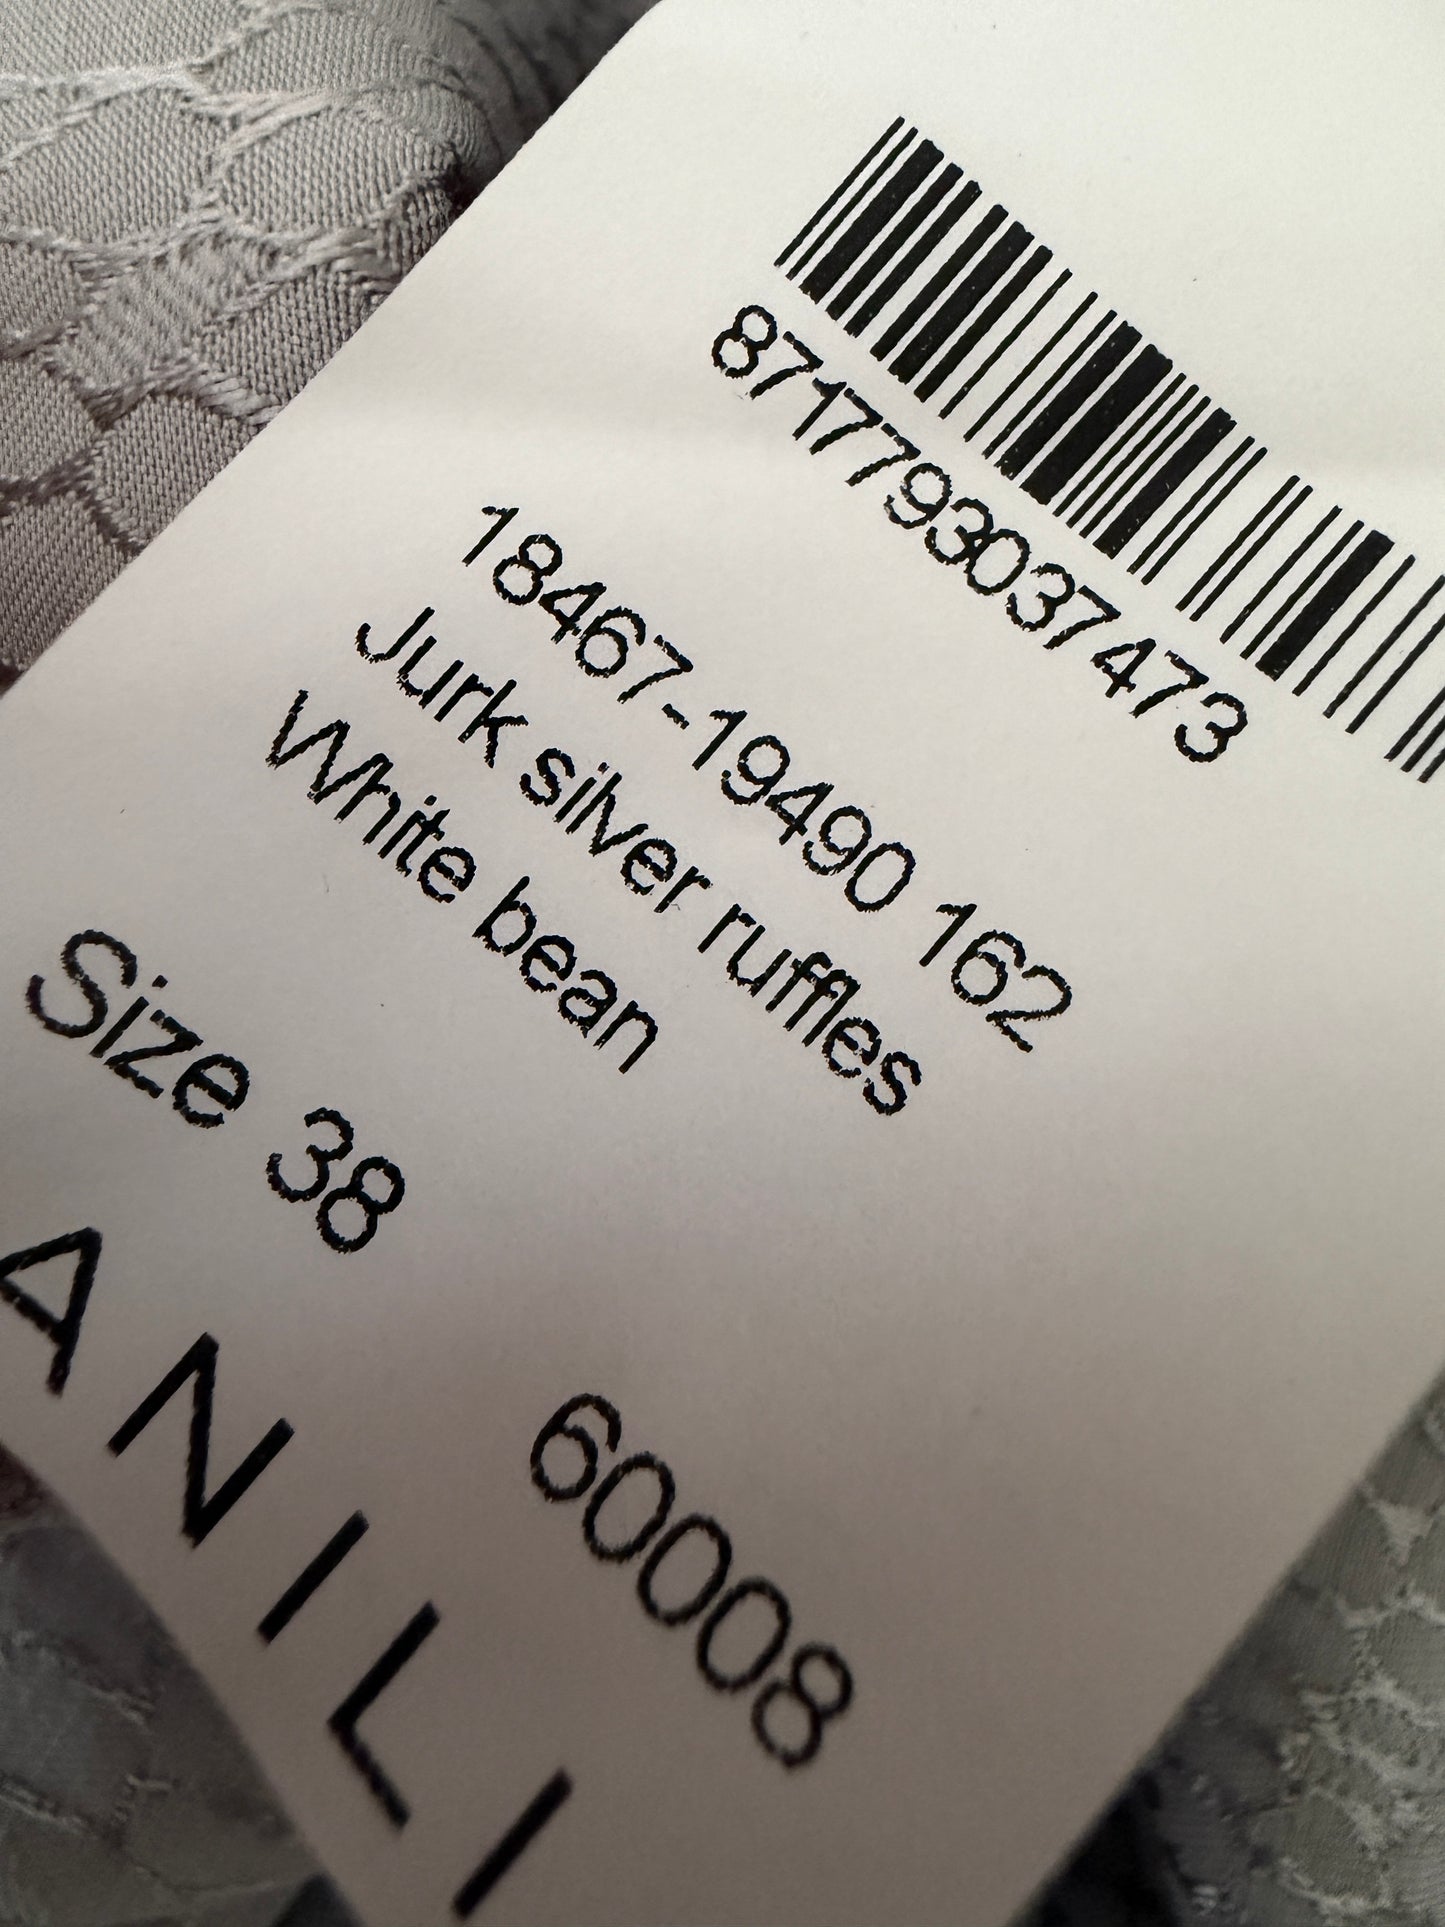 8717793037473
18467-19490 162
Jurk silver ruffles
White bean
Size 38
60008
ANILI